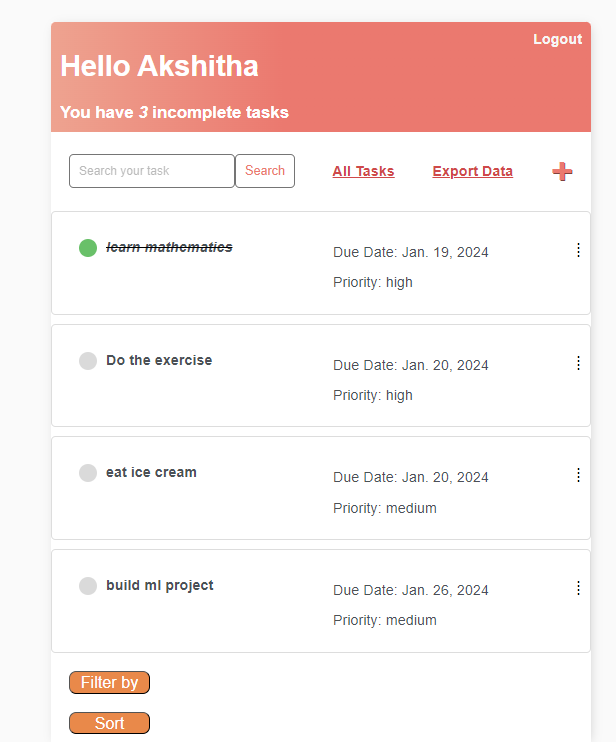 Logout
Hello Akshitha
You have 3 incomplete tasks
Search your task Search All Tasks Export Data
learn mathematics
Due Date: Jan. 19, 2024
Priority: high
Do the exercise
Due Date: Jan. 20, 2024
Priority: high
eat ice cream
Due Date: Jan. 20, 2024
Priority: medium
build ml project
Due Date: Jan. 26, 2024
Priority: medium
Filter by
Sort